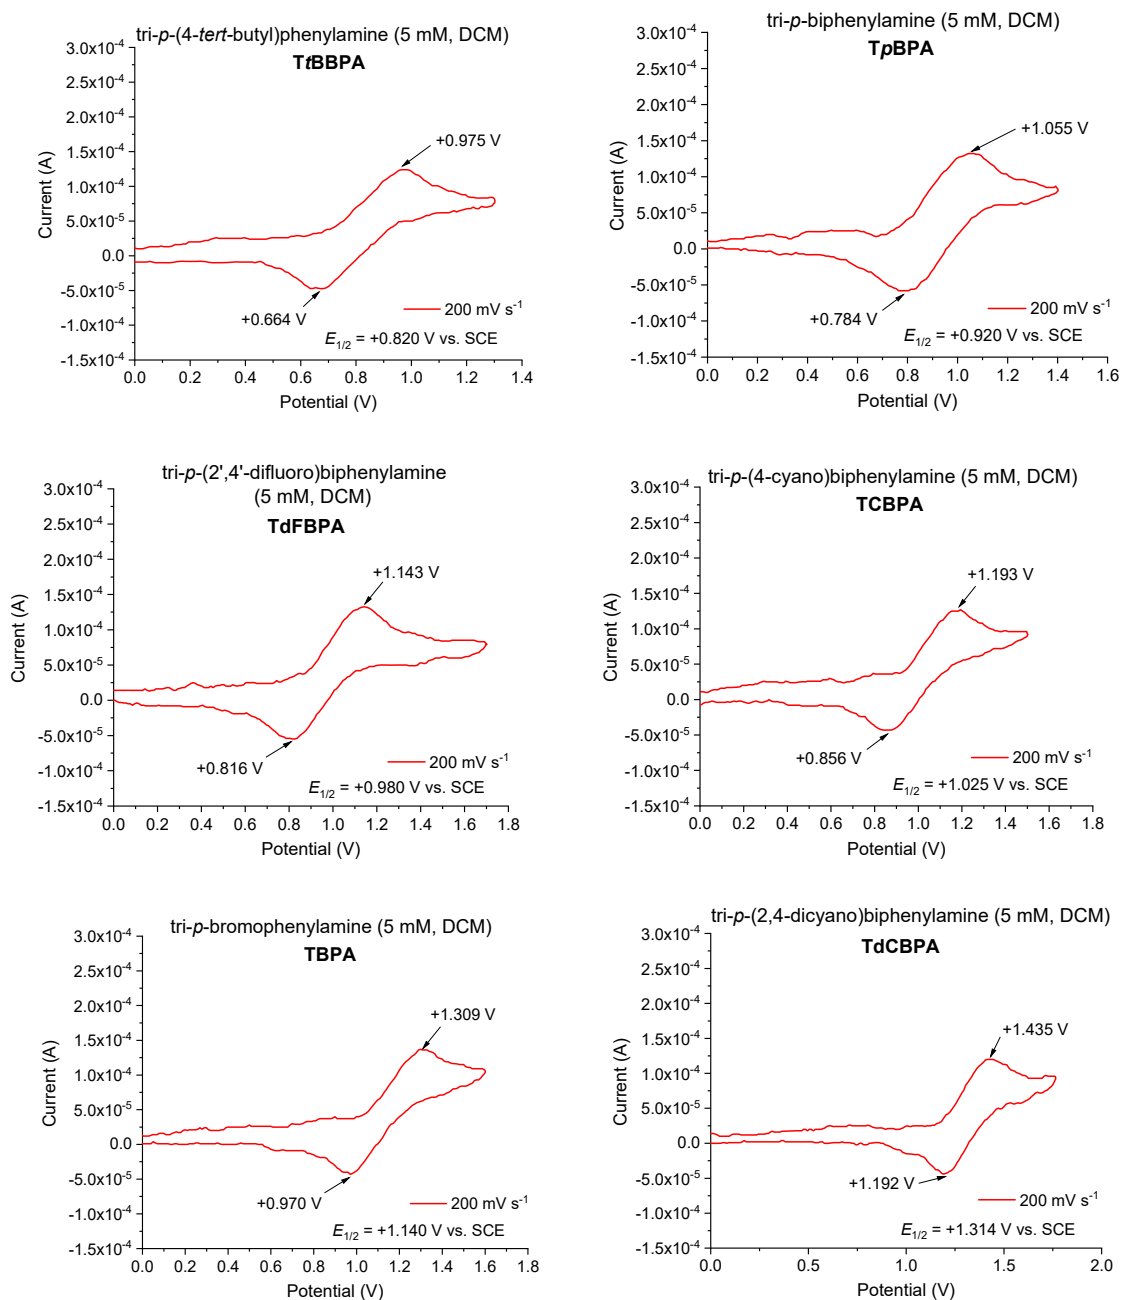 tri-p-(4-tert-butyl)phenylamine (5 mM, DCM)
TtBBPA
3.0x10⁻⁴
2.5x10⁻⁴
2.0x10⁻⁴
1.5x10⁻⁴
1.0x10⁻⁴
5.0x10⁻⁵
0.0
-5.0x10⁻⁵
-1.0x10⁻⁴
-1.5x10⁻⁴
Current (A)
+0.975 V
+0.664 V
200 mV s⁻¹
E1/2 = +0.820 V vs. SCE
0.0 0.2 0.4 0.6 0.8 1.0 1.2 1.4
Potential (V)
tri-p-biphenylamine (5 mM, DCM)
TpBPA
3.0x10⁻⁴
2.5x10⁻⁴
2.0x10⁻⁴
1.5x10⁻⁴
1.0x10⁻⁴
5.0x10⁻⁵
0.0
-5.0x10⁻⁵
-1.0x10⁻⁴
-1.5x10⁻⁴
Current (A)
+1.055 V
+0.784 V
200 mV s⁻¹
E1/2 = +0.920 V vs. SCE
0.0 0.2 0.4 0.6 0.8 1.0 1.2 1.4 1.6
Potential (V)
tri-p-(2',4'-difluoro)biphenylamine
(5 mM, DCM)
TdFBPA
3.0x10⁻⁴
2.5x10⁻⁴
2.0x10⁻⁴
1.5x10⁻⁴
1.0x10⁻⁴
5.0x10⁻⁵
0.0
-5.0x10⁻⁵
-1.0x10⁻⁴
-1.5x10⁻⁴
Current (A)
+1.143 V
+0.816 V
200 mV s⁻¹
E1/2 = +0.980 V vs. SCE
0.0 0.2 0.4 0.6 0.8 1.0 1.2 1.4 1.6 1.8
Potential (V)
tri-p-(4-cyano)biphenylamine (5 mM, DCM)
TCBPA
3.0x10⁻⁴
2.5x10⁻⁴
2.0x10⁻⁴
1.5x10⁻⁴
1.0x10⁻⁴
5.0x10⁻⁵
0.0
-5.0x10⁻⁵
-1.0x10⁻⁴
-1.5x10⁻⁴
Current (A)
+1.193 V
+0.856 V
200 mV s⁻¹
E1/2 = +1.025 V vs. SCE
0.0 0.2 0.4 0.6 0.8 1.0 1.2 1.4 1.6 1.8
Potential (V)
tri-p-bromophenylamine (5 mM, DCM)
TBPA
3.0x10⁻⁴
2.5x10⁻⁴
2.0x10⁻⁴
1.5x10⁻⁴
1.0x10⁻⁴
5.0x10⁻⁵
0.0
-5.0x10⁻⁵
-1.0x10⁻⁴
-1.5x10⁻⁴
Current (A)
+1.309 V
+0.970 V
200 mV s⁻¹
E1/2 = +1.140 V vs. SCE
0.0 0.2 0.4 0.6 0.8 1.0 1.2 1.4 1.6
Potential (V)
tri-p-(2,4-dicyano)biphenylamine (5 mM, DCM)
TdCBPA
3.0x10⁻⁴
2.5x10⁻⁴
2.0x10⁻⁴
1.5x10⁻⁴
1.0x10⁻⁴
5.0x10⁻⁵
0.0
-5.0x10⁻⁵
-1.0x10⁻⁴
-1.5x10⁻⁴
Current (A)
+1.435 V
+1.192 V
200 mV s⁻¹
E1/2 = +1.314 V vs. SCE
0.0 0.5 1.0 1.5 2.0
Potential (V)